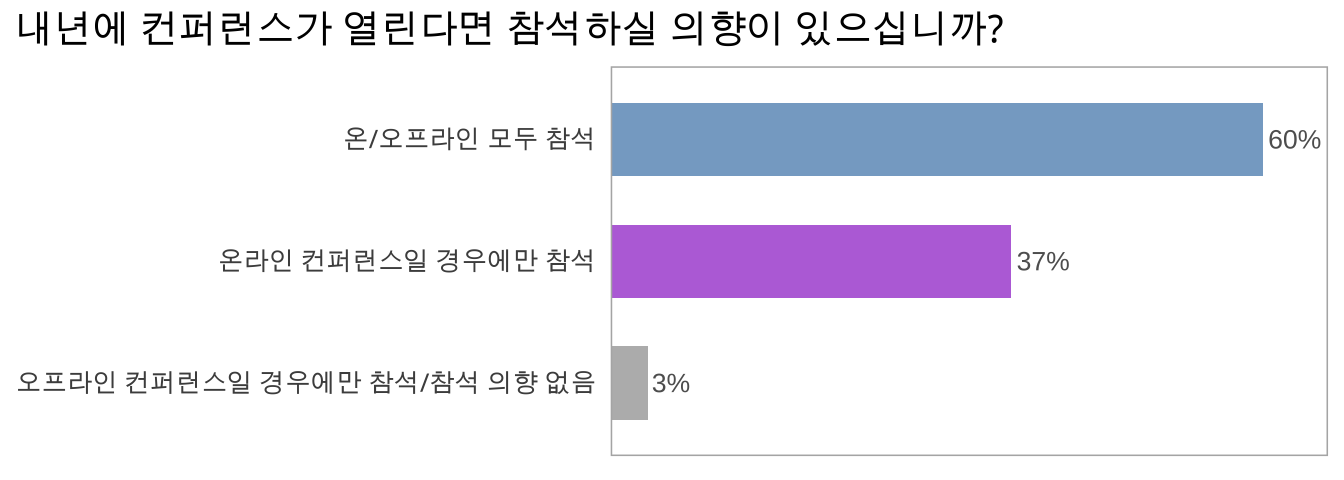 내년에 컨퍼런스가 열린다면 참석하실 의향이 있으십니까?
온/오프라인 모두 참석 60%
온라인 컨퍼런스일 경우에만 참석 37%
오프라인 컨퍼런스일 경우에만 참석/참석 의향 없음 3%